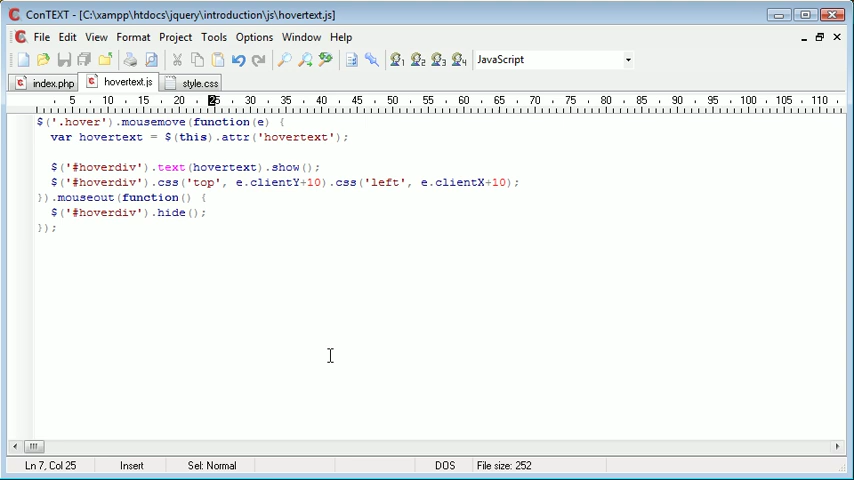 ConTEXT - [C:\xampp\htdocs\jquery\introduction\js\hovertext.js]
File Edit View Format Project Tools Options Window Help
1 2 3 4 JavaScript
index.php hovertext.js style.css
5 10 15 20 25 30 35 40 45 50 55 60 65 70 75 80 85 90 95 100 105 110
$('.hover').mousemove(function(e) {
var hovertext = $(this).attr('hovertext');
$('#hoverdiv').text(hovertext).show();
$('#hoverdiv').css('top', e.clientY+10).css('left', e.clientX+10);
}).mouseout(function() {
$('#hoverdiv').hide();
});
Ln 7, Col 25 Insert Sel: Normal DOS File size: 252